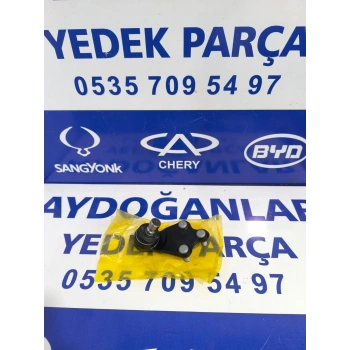 YEDEK PARÇA
0535 709 54 97
SANGYONK
CHERY
BYD
AYDOĞANLAR
YEDEK PARÇA
0535 709 54 97